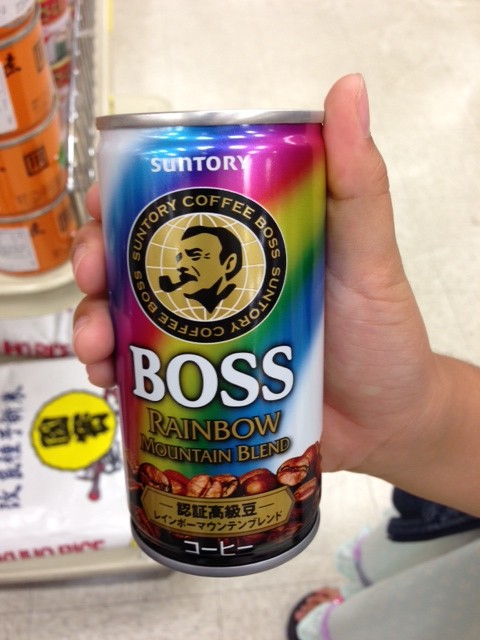 SUNTORY
SUNTORY COFFEE BOSS
SUNTORY COFFEE BOSS
BOSS
RAINBOW
MOUNTAIN BLEND
認証高級豆
レインボーマウンテンブレンド
コーヒー